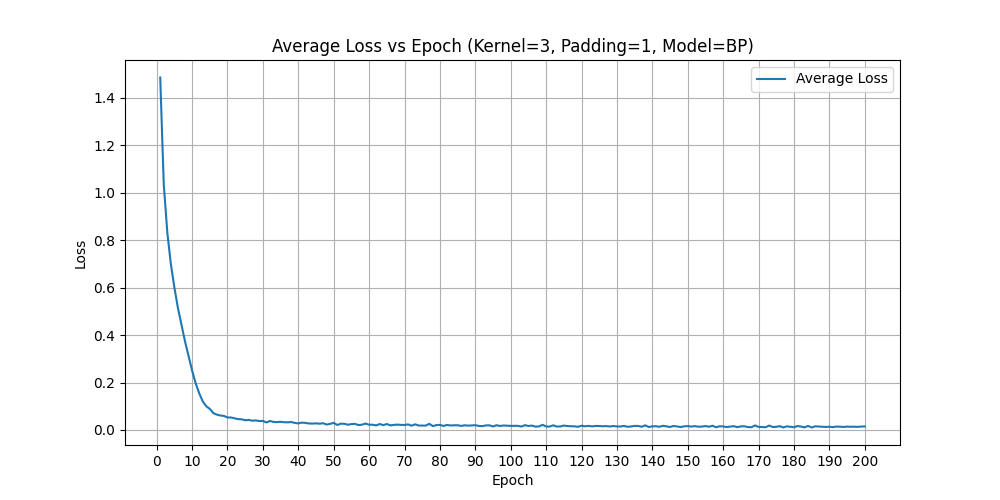 Average Loss vs Epoch (Kernel=3, Padding=1, Model=BP)
Average Loss
1.4
1.2
1.0
0.8
0.6
0.4
0.2
0.0
Loss
0 10 20 30 40 50 60 70 80 90 100 110 120 130 140 150 160 170 180 190 200
Epoch